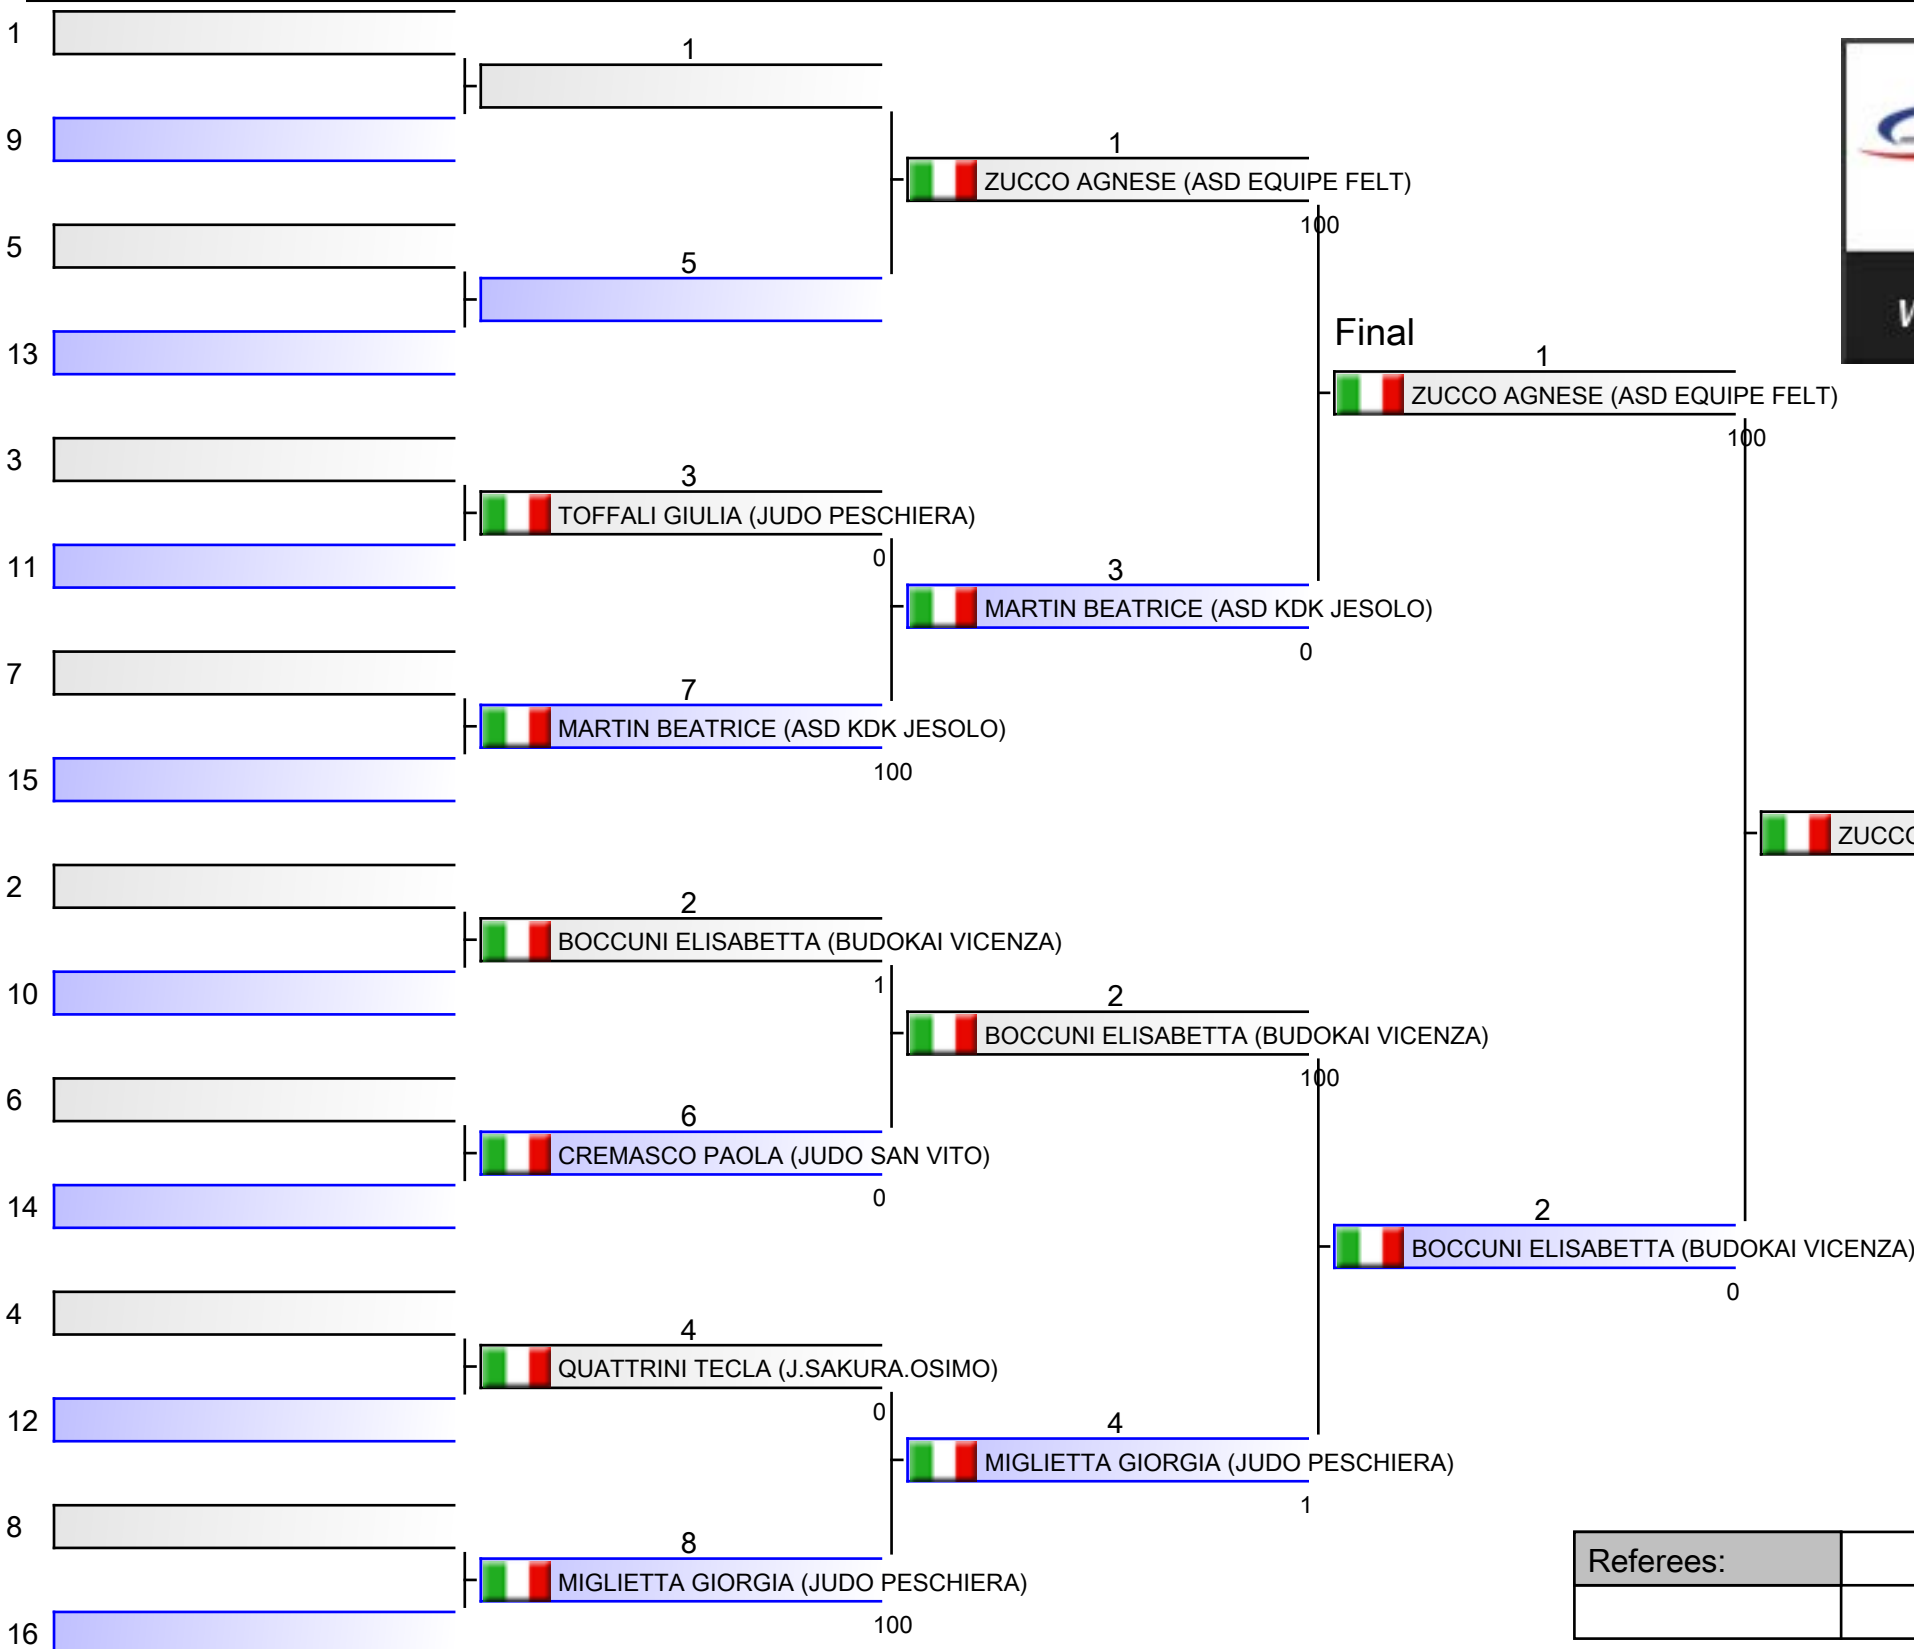 1
1
9
1
ZUCCO AGNESE (ASD EQUIPE FELT)
100
5
5
13
Final
1
ZUCCO AGNESE (ASD EQUIPE FELT)
100
3
3
TOFFALI GIULIA (JUDO PESCHIERA)
0
11
3
MARTIN BEATRICE (ASD KDK JESOLO)
0
7
7
MARTIN BEATRICE (ASD KDK JESOLO)
100
15
ZUCCO
2
2
BOCCUNI ELISABETTA (BUDOKAI VICENZA)
1
10
2
BOCCUNI ELISABETTA (BUDOKAI VICENZA)
100
6
6
CREMASCO PAOLA (JUDO SAN VITO)
0
14
2
BOCCUNI ELISABETTA (BUDOKAI VICENZA)
0
4
4
QUATTRINI TECLA (J.SAKURA.OSIMO)
0
12
4
MIGLIETTA GIORGIA (JUDO PESCHIERA)
1
8
8
MIGLIETTA GIORGIA (JUDO PESCHIERA)
100
16
Referees: